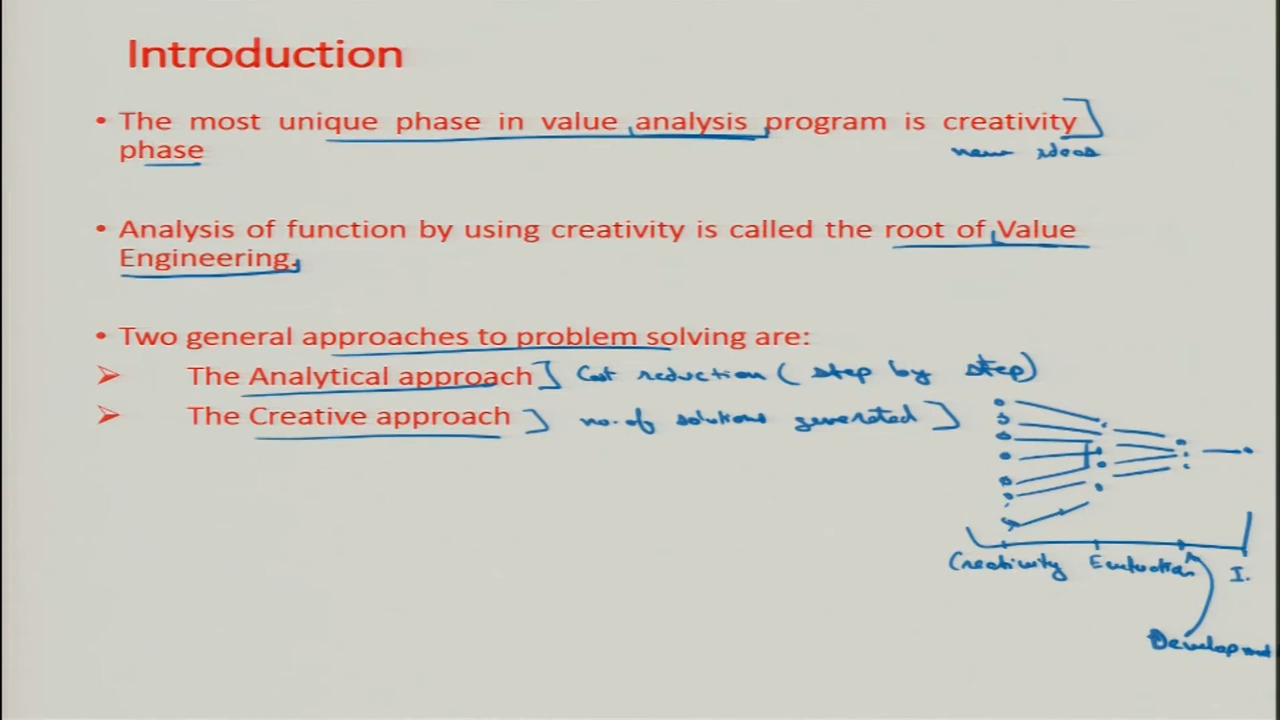 Introduction
• The most unique phase in value analysis program is creativity
phase
new ideas
• Analysis of function by using creativity is called the root of Value
Engineering.
• Two general approaches to problem solving are:
➢ The Analytical approach Cost reduction ( step by step)
➢ The Creative approach no. of solutions generated
Creativity Evaluation I.
Development